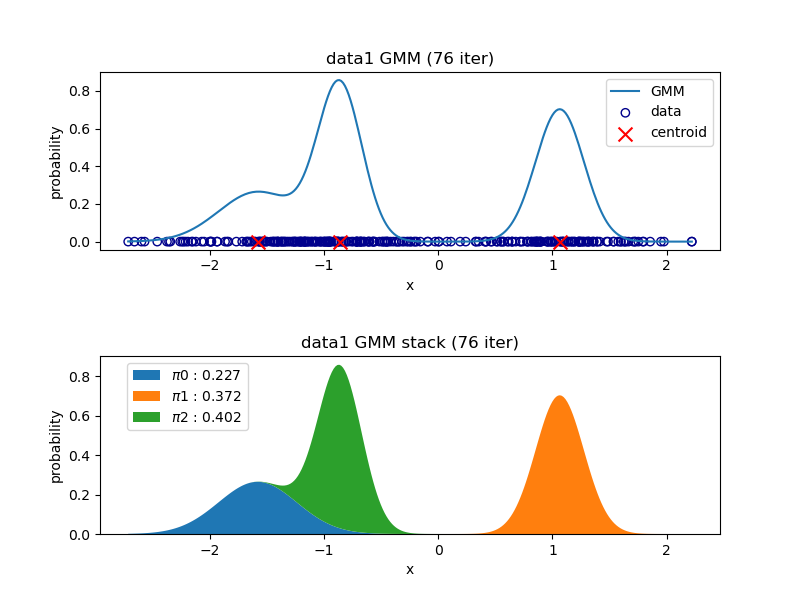 data1 GMM (76 iter)
probability
0.8
0.6
0.4
0.2
0.0
GMM
data
centroid
−2
−1
0
1
2
x
data1 GMM stack (76 iter)
probability
0.8
0.6
0.4
0.2
0.0
π0 : 0.227
π1 : 0.372
π2 : 0.402
−2
−1
0
1
2
x